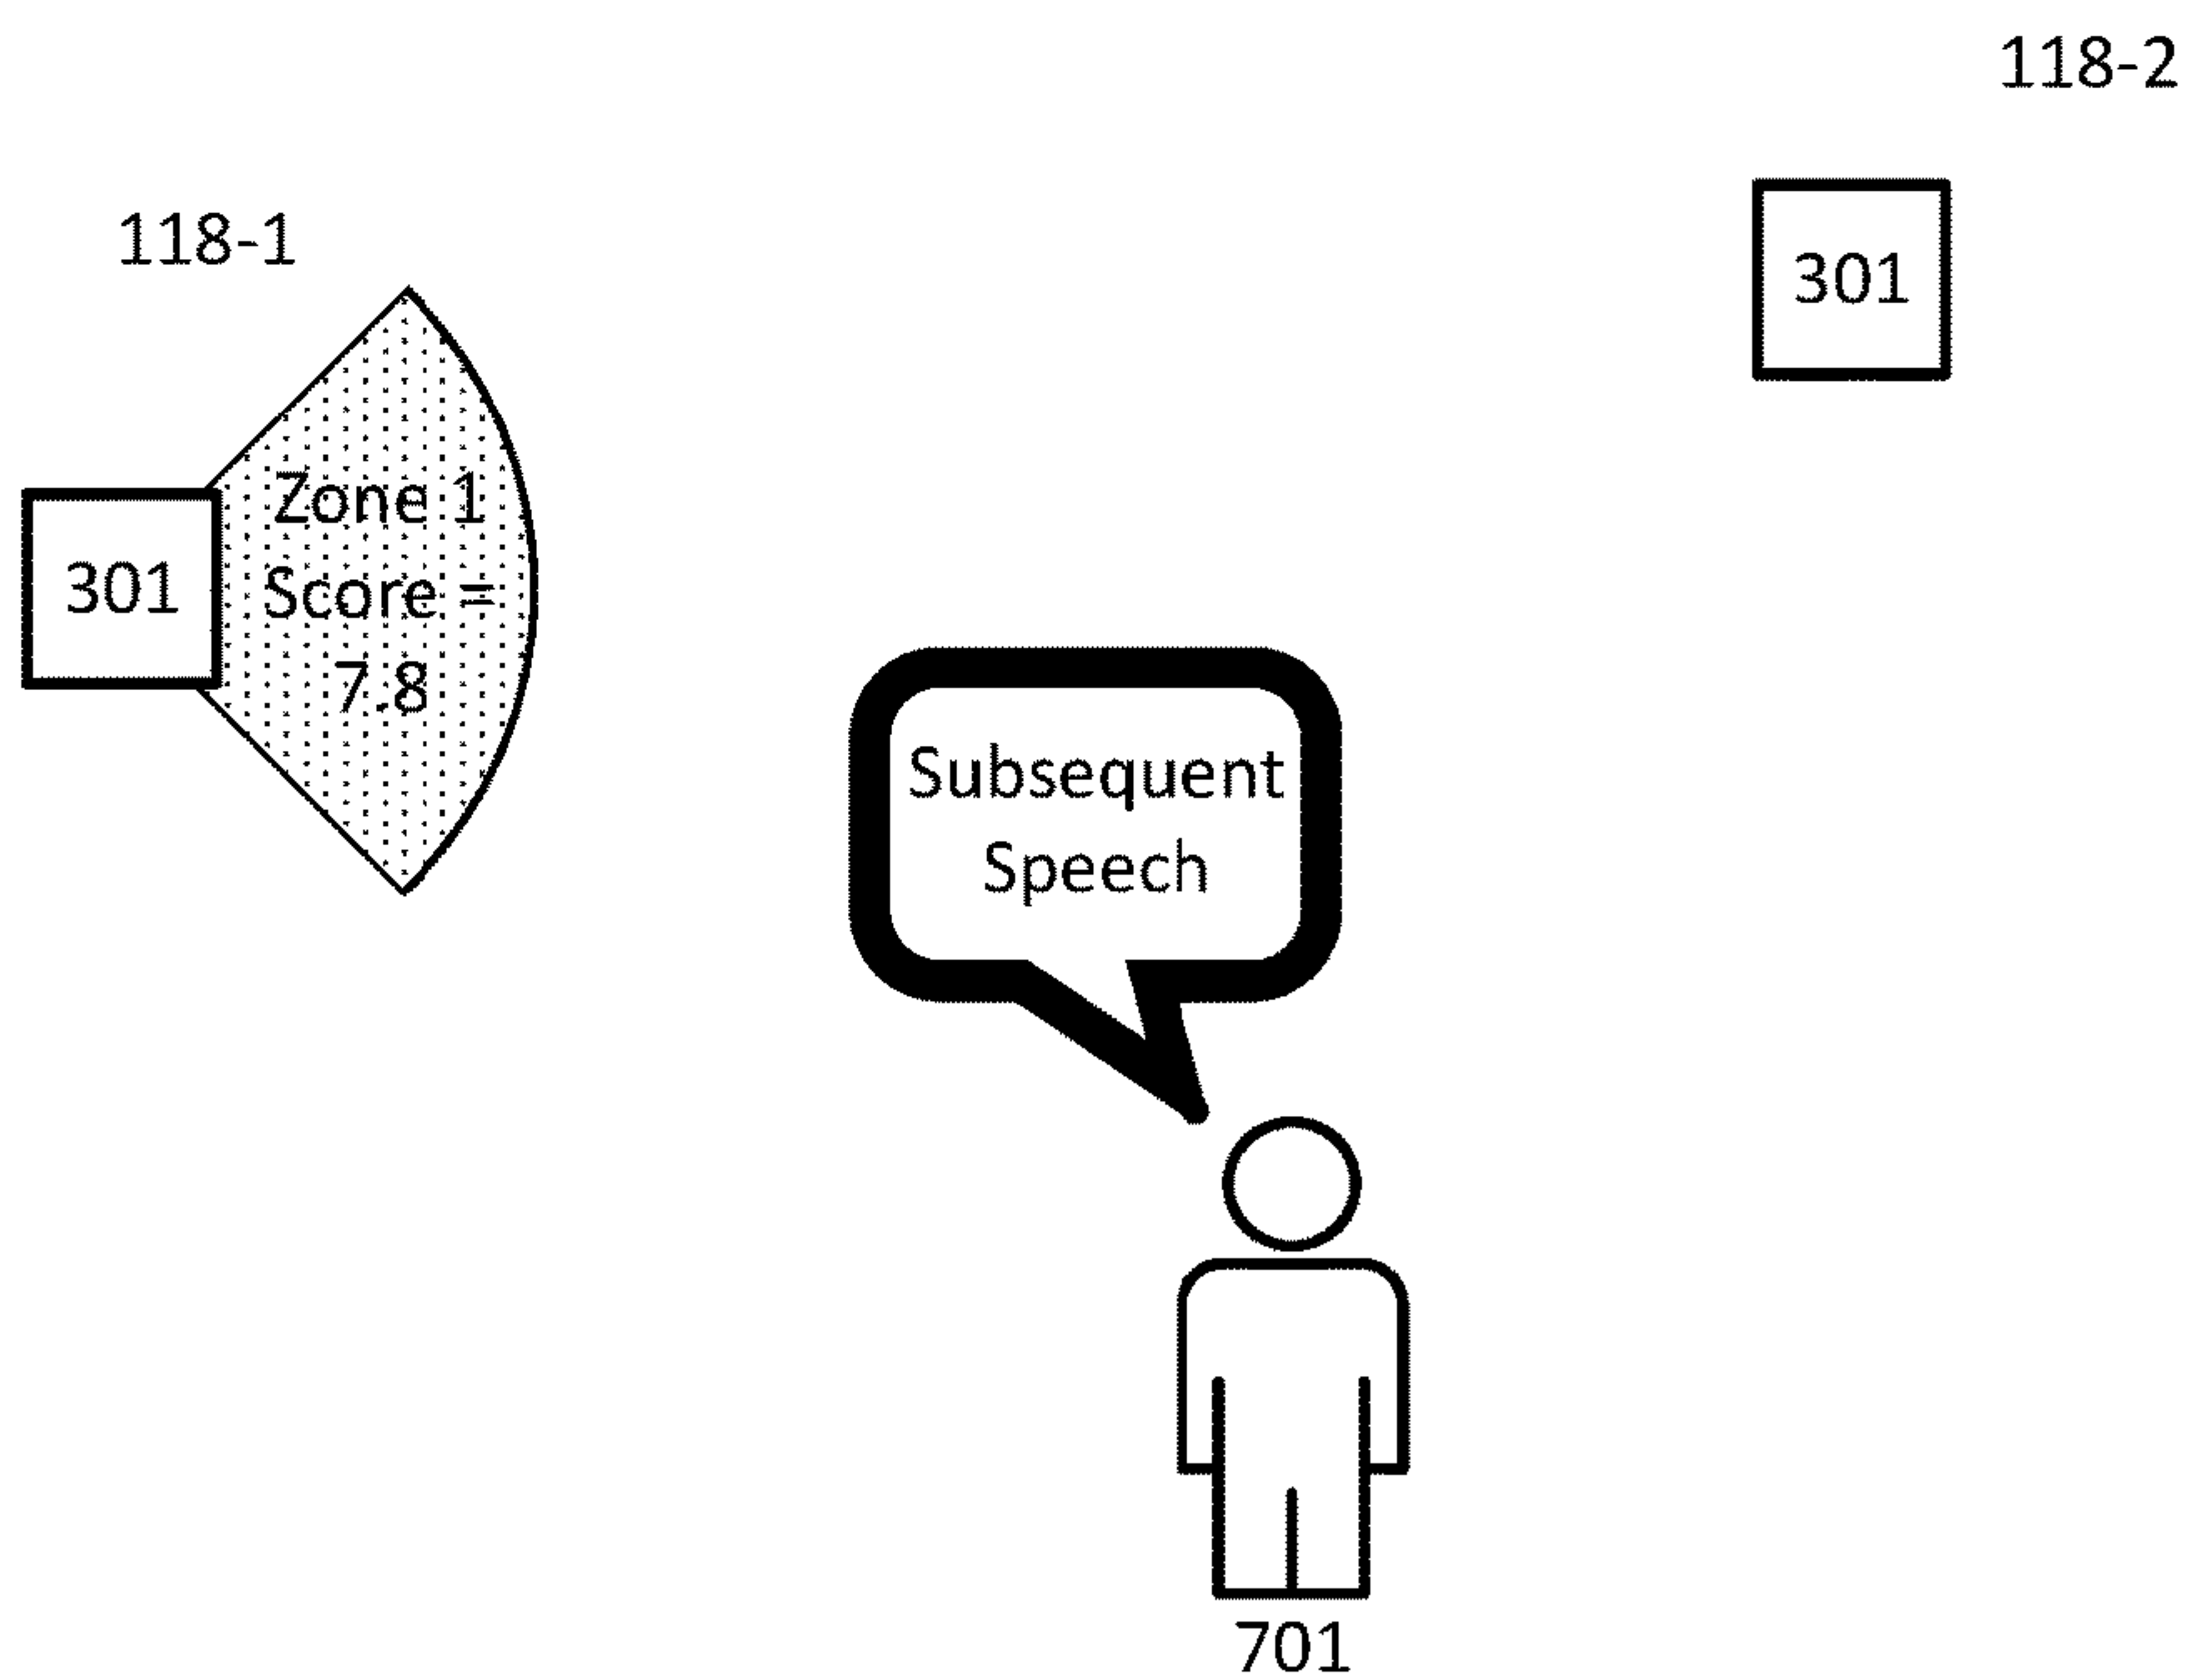 118-2
118-1
301
Zone 1
Score =
7.8
301
Subsequent
Speech
701